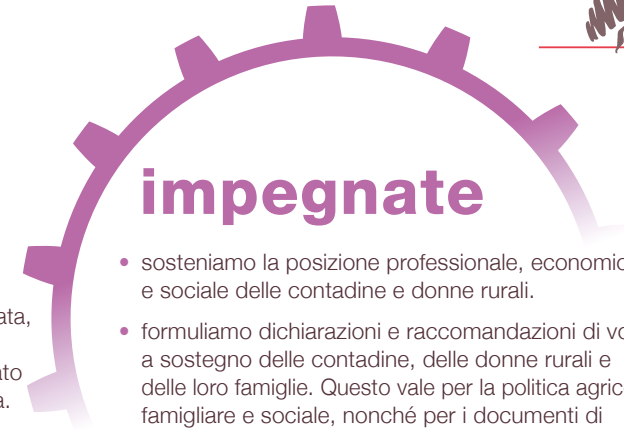 impegnate
• sosteniamo la posizione professionale, economic
e sociale delle contadine e donne rurali.
• formuliamo dichiarazioni e raccomandazioni di vo
a sostegno delle contadine, delle donne rurali e
delle loro famiglie. Questo vale per la politica agric
famigliare e sociale, nonché per i documenti di